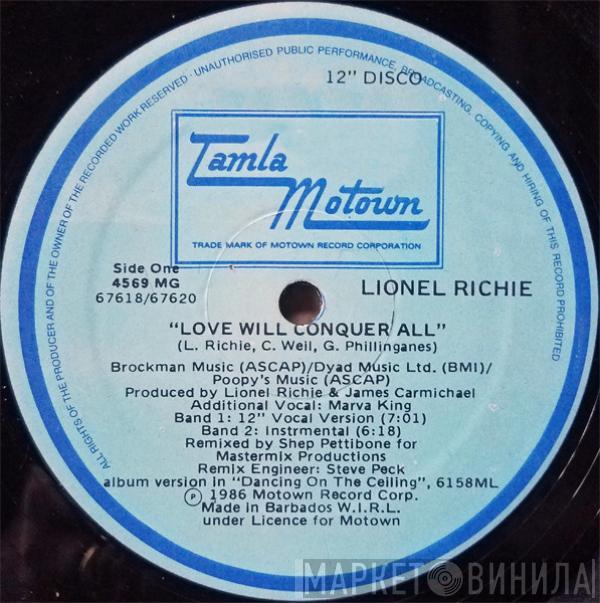 ALL RIGHTS OF THE PRODUCER AND OF THE OWNER OF THE RECORDED WORK RESERVED · UNAUTHORISED PUBLIC PERFORMANCE, BROADCASTING, COPYING AND HIRING OF THIS RECORD PROHIBITED
12" DISCO
Tamla
Motown
TRADE MARK OF MOTOWN RECORD CORPORATION
Side One
4569 MG
67618/67620
LIONEL RICHIE
"LOVE WILL CONQUER ALL"
(L. Richie, C. Weil, G. Phillinganes)
Brockman Music (ASCAP)/Dyad Music Ltd. (BMI)/
Poopy's Music (ASCAP)
Produced by Lionel Richie & James Carmichael
Additional Vocal: Marva King
Band 1: 12" Vocal Version (7:01)
Band 2: Instrmental (6:18)
Remixed by Shep Pettibone for
Mastermix Productions
Remix Engineer: Steve Peck
album version in "Dancing On The Ceiling", 6158ML
Ⓟ 1986 Motown Record Corp.
Made in Barbados W.I.R.L.
under Licence for Motown
МАРКЕТ ВИНИЛА